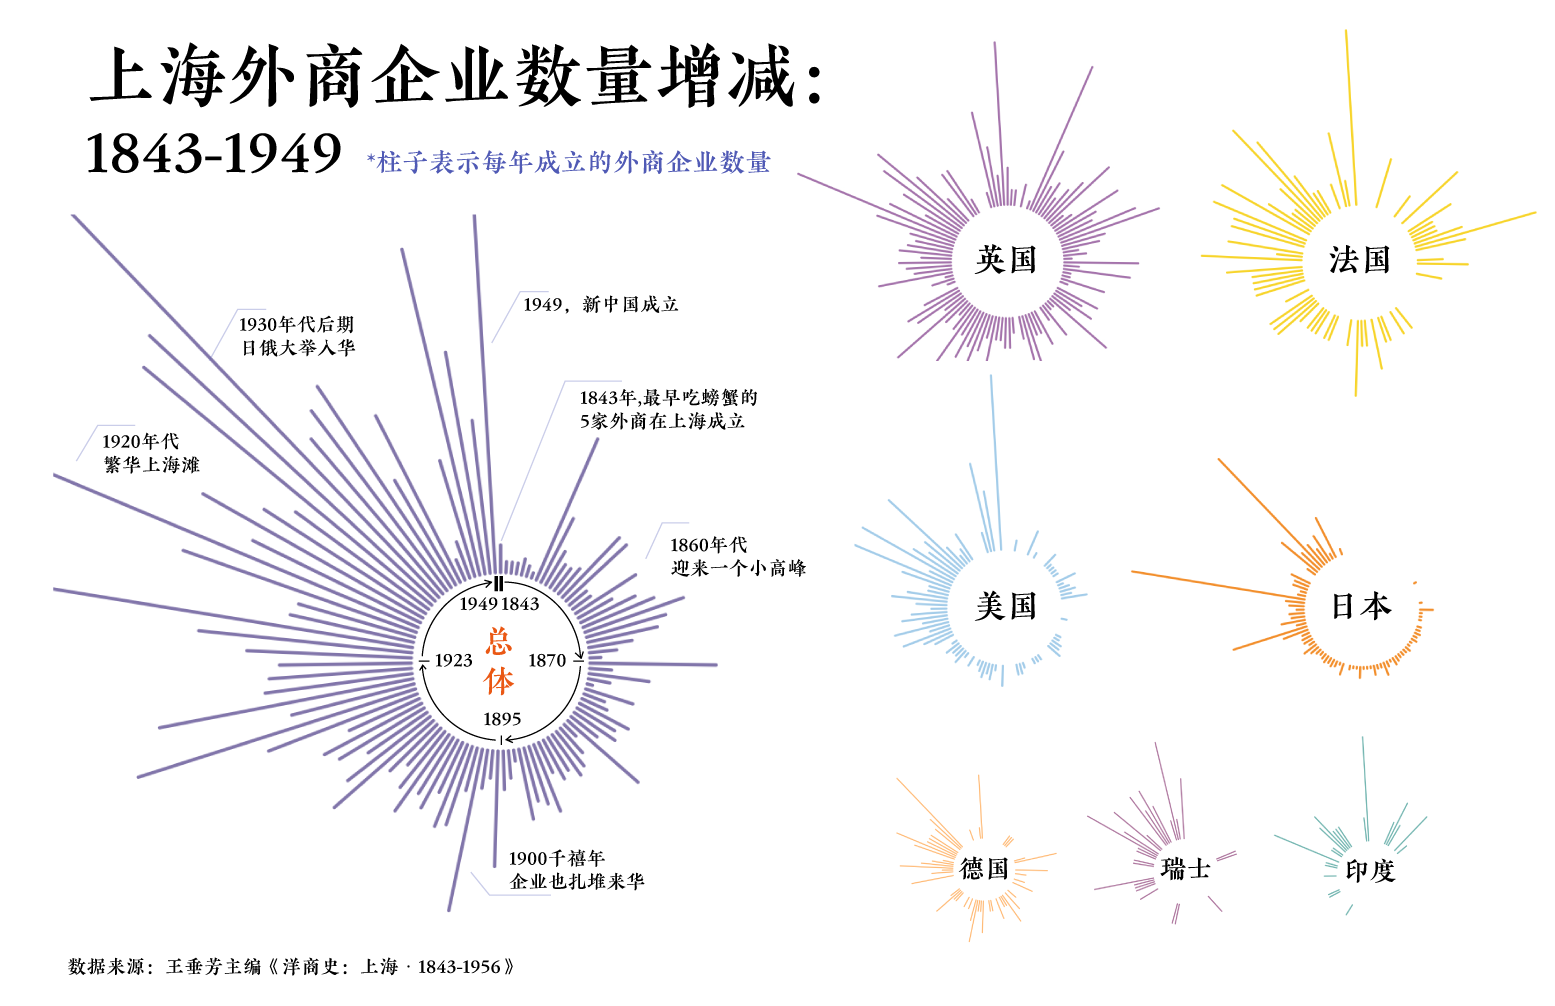 上海外商企业数量增减：
1843-1949
*柱子表示每年成立的外商企业数量
1930年代后期
日俄大举入华
1949，新中国成立
1843年,最早吃螃蟹的
5家外商在上海成立
1920年代
繁华上海滩
1860年代
迎来一个小高峰
1949 1843
总
体
1923
1870
1895
1900千禧年
企业也扎堆来华
英国
法国
美国
日本
德国
瑞士
印度
数据来源：王垂芳主编《洋商史：上海·1843-1956》